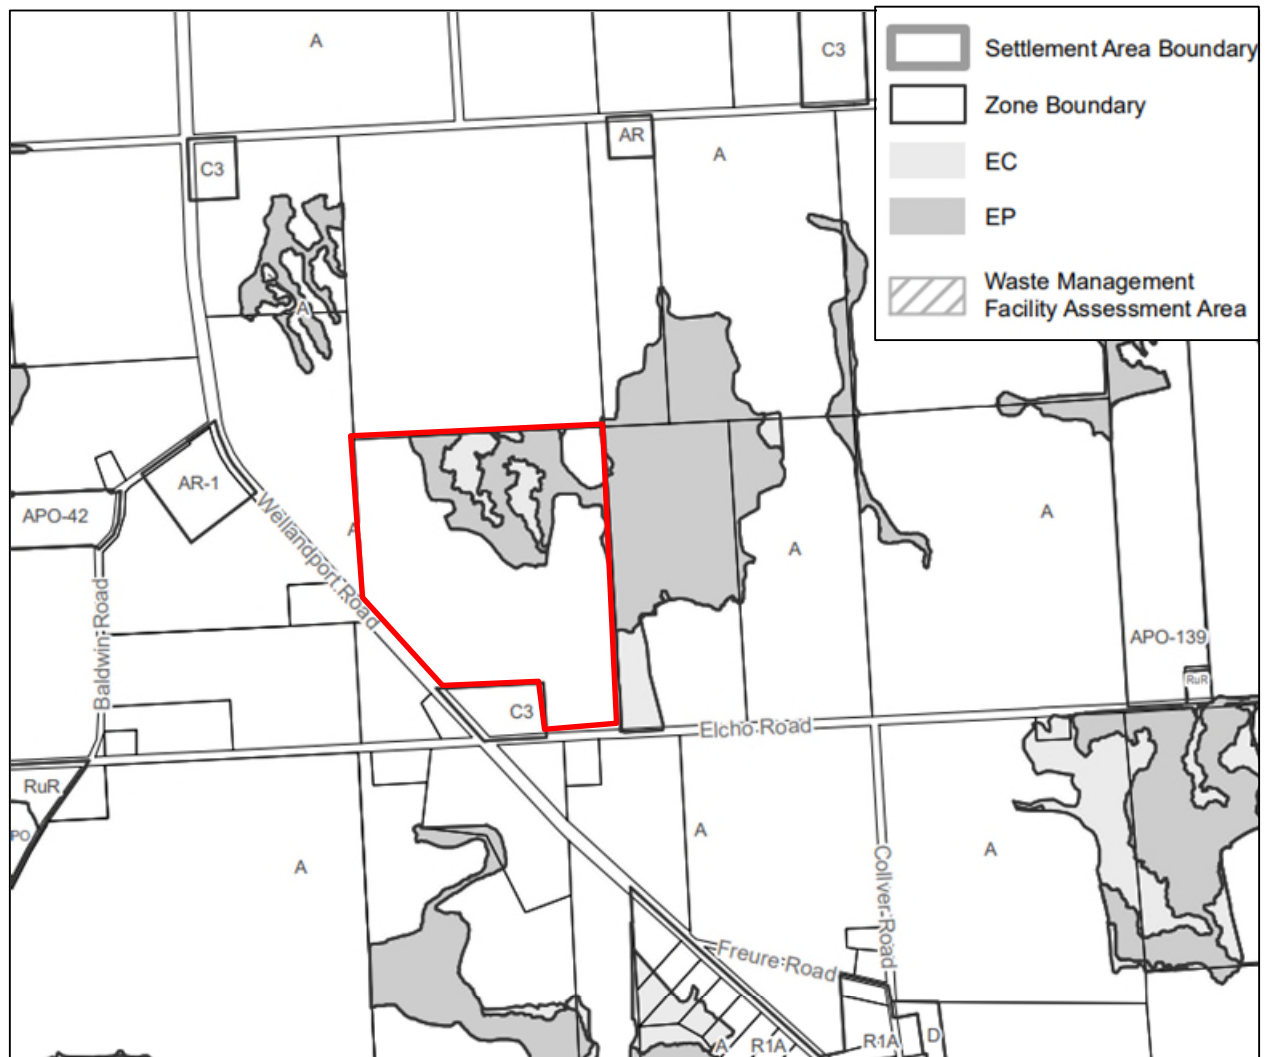 A
C3
Settlement Area Boundary
Zone Boundary
EC
EP
Waste Management
Facility Assessment Area
AR
A
C3
A
AR-1
APO-42
Wellandport Road
A
A
A
Baldwin Road
APO-139
RuR
C3
Elcho Road
RuR
PO
A
A
A
Collver Road
Freure Road
A
R1A
R1A
D